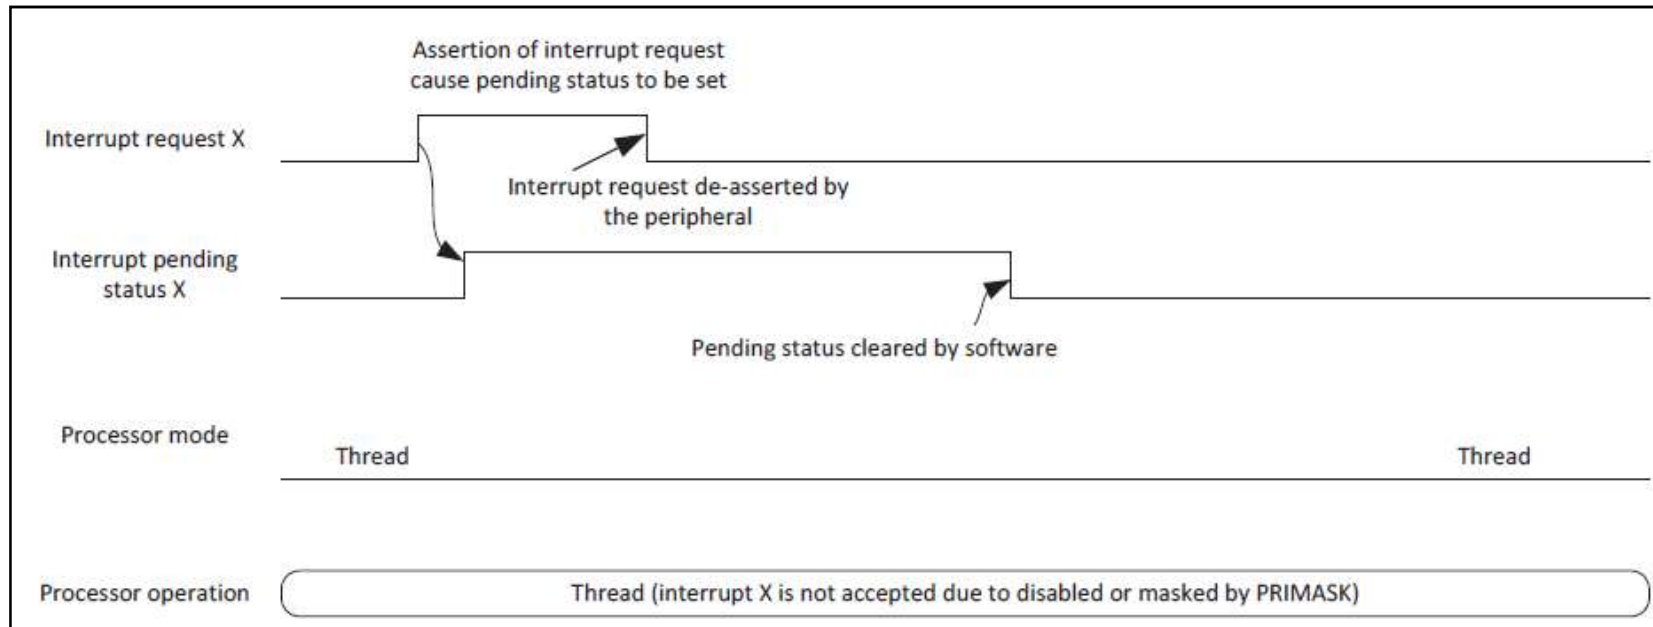 Assertion of interrupt request
cause pending status to be set
Interrupt request X
Interrupt request de-asserted by
the peripheral
Interrupt pending
status X
Pending status cleared by software
Processor mode
Thread
Thread
Processor operation
Thread (interrupt X is not accepted due to disabled or masked by PRIMASK)